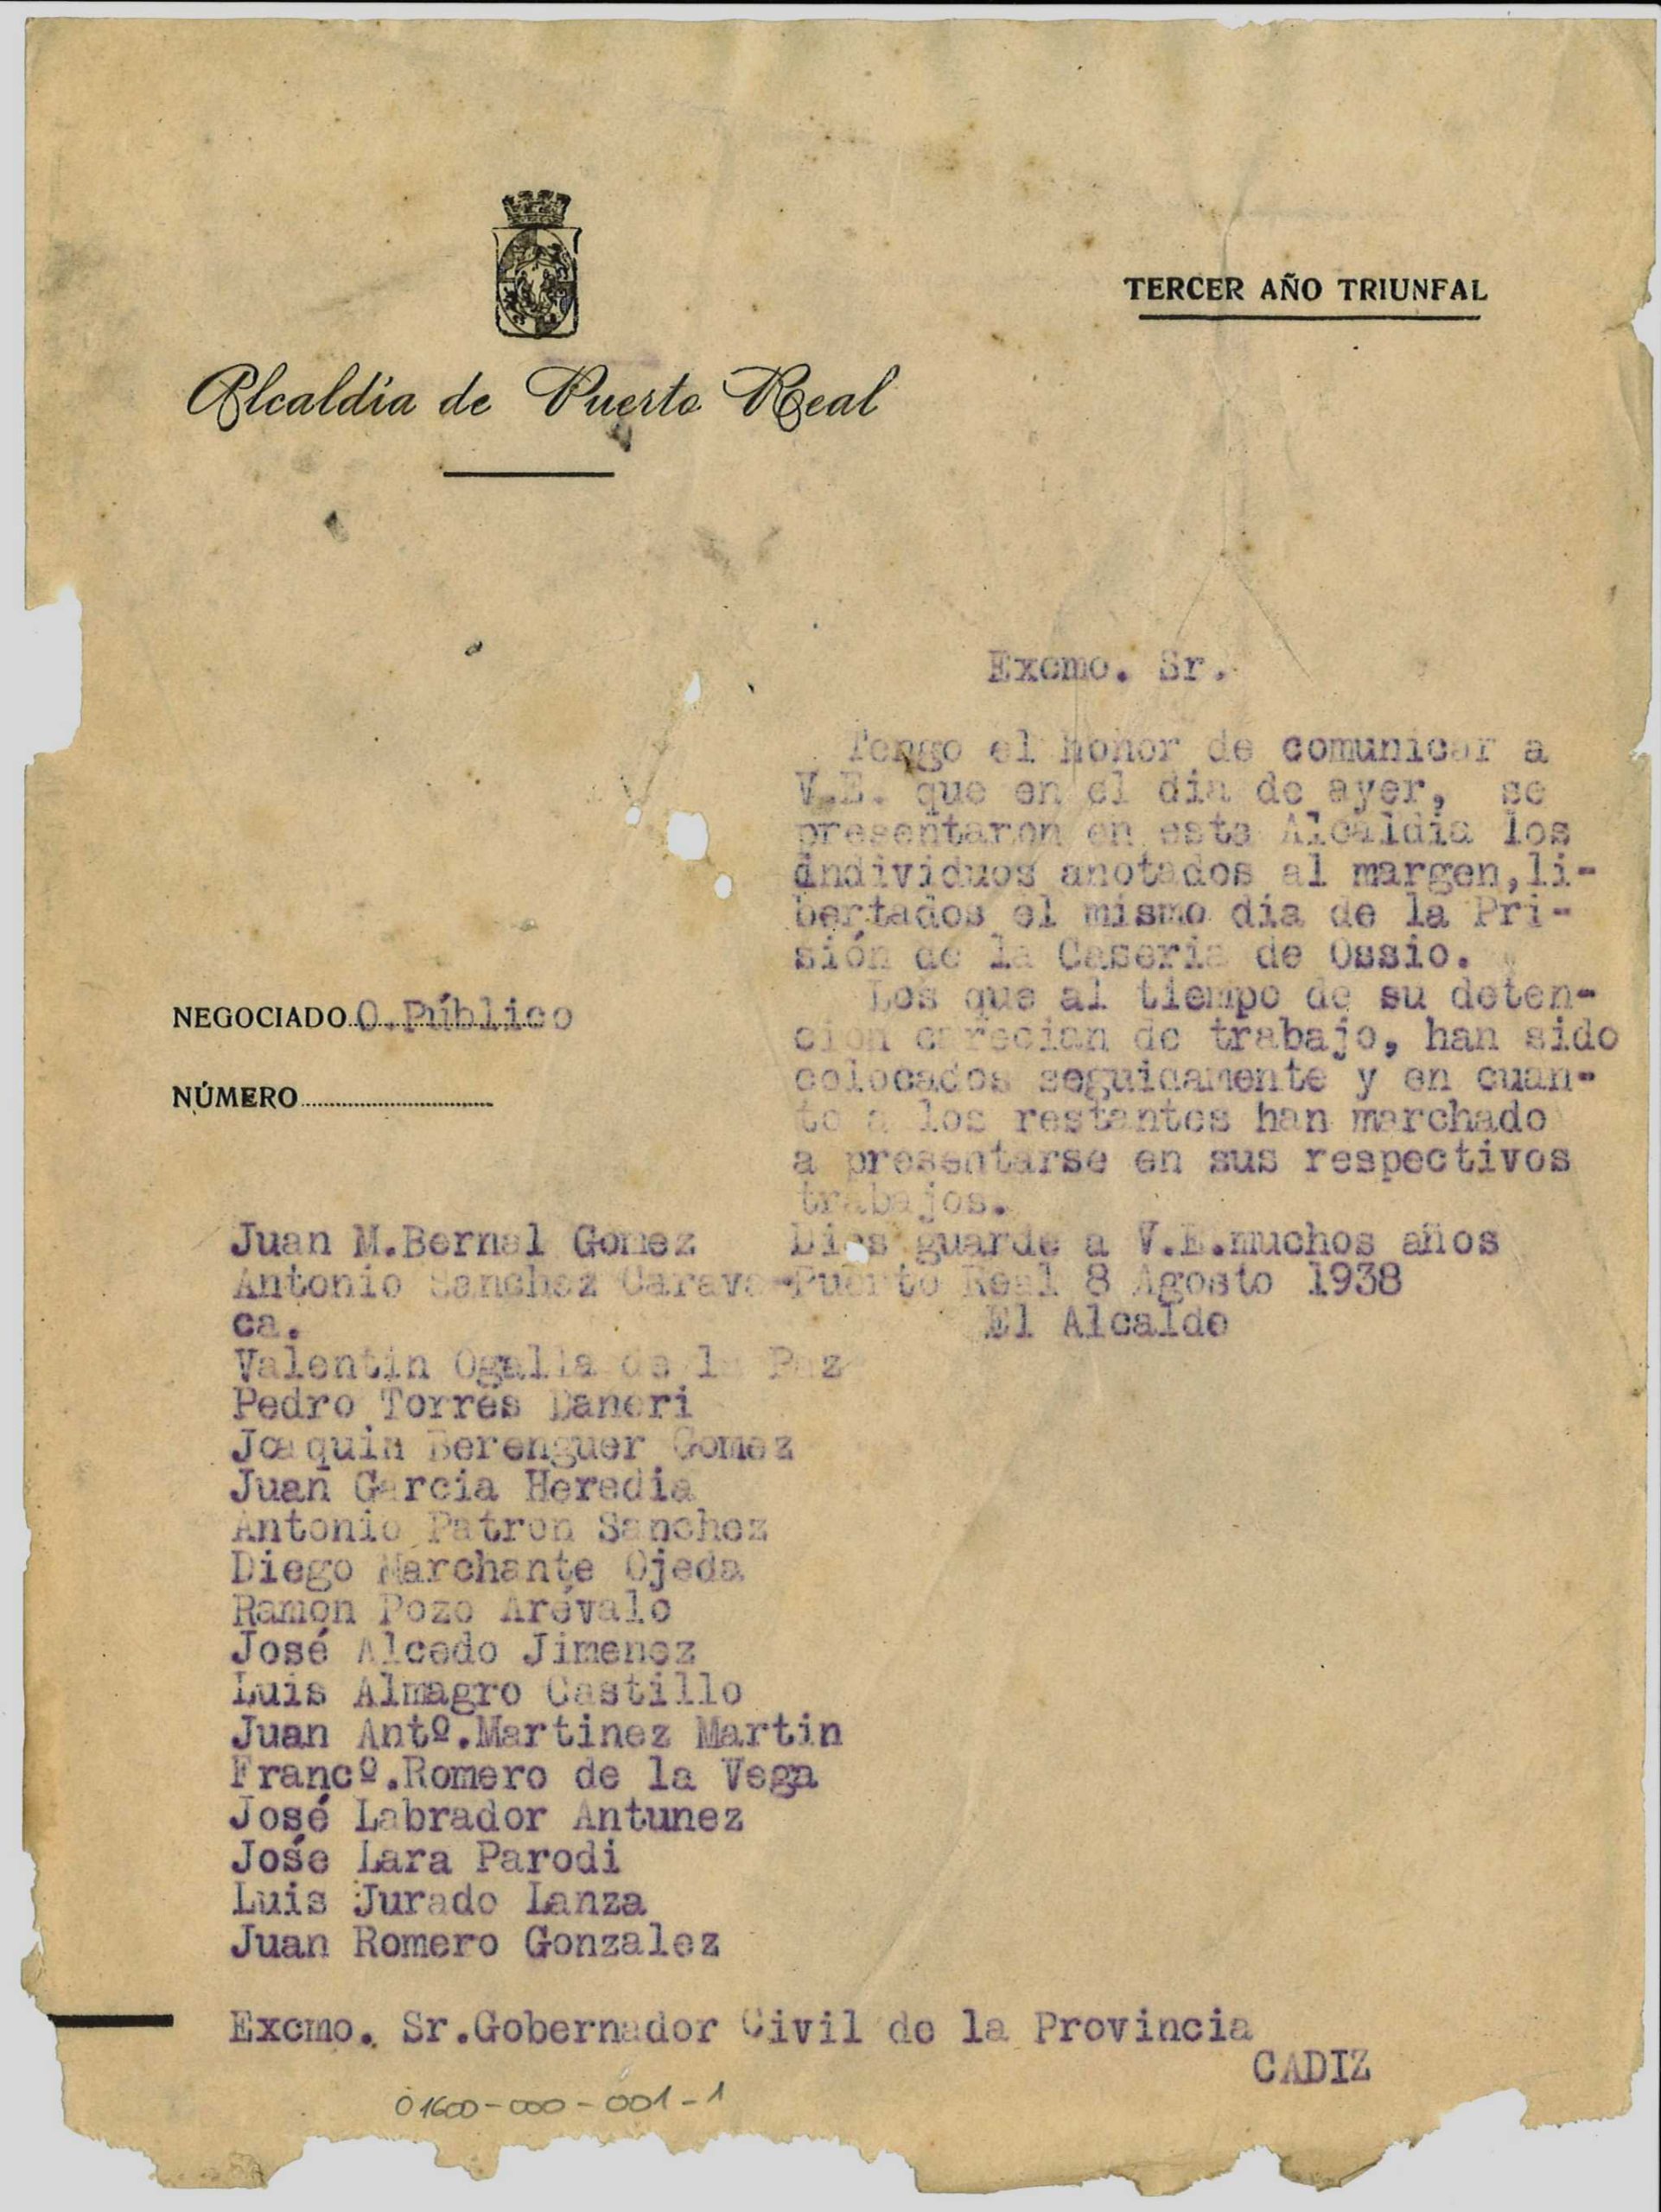 TERCER AÑO TRIUNFAL
Alcaldía de Puerto Real
Excmo. Sr.
Tengo el honor de comunicar a
V.E. que en el dia de ayer, se
presentaron en esta Alcaldia los
individuos anotados al margen,li-
bertados el mismo día de la Pri-
sión de la Caseria de Ossio.
Los que al tiempo de su deten-
cion carecian de trabajo, han sido
colocados seguidamente y en cuan-
to a los restantes han marchado
a presentarse en sus respectivos
trabajos.
Dios guarde a V.E.muchos años
Puerto Real 8 Agosto 1938
El Alcalde
NEGOCIADO O.Público
NÚMERO
Juan M.Bernal Gomez
Antonio Sanchez Carava-
ca.
Valentin Ogalla de la Paz
Pedro Torrés Daneri
Joaquin Berenguer Gomez
Juan Garcia Heredia
Antonio Patron Sanchez
Diego Marchante Ojeda
Ramon Pozo Arévalo
José Alcedo Jimenez
Luis Almagro Castillo
Juan Antº.Martinez Martin
Francº.Romero de la Vega
José Labrador Antunez
José Lara Parodi
Luis Jurado Lanza
Juan Romero Gonzalez
Excmo. Sr.Gobernador Civil de la Provincia
CADIZ
01600-000-001-1